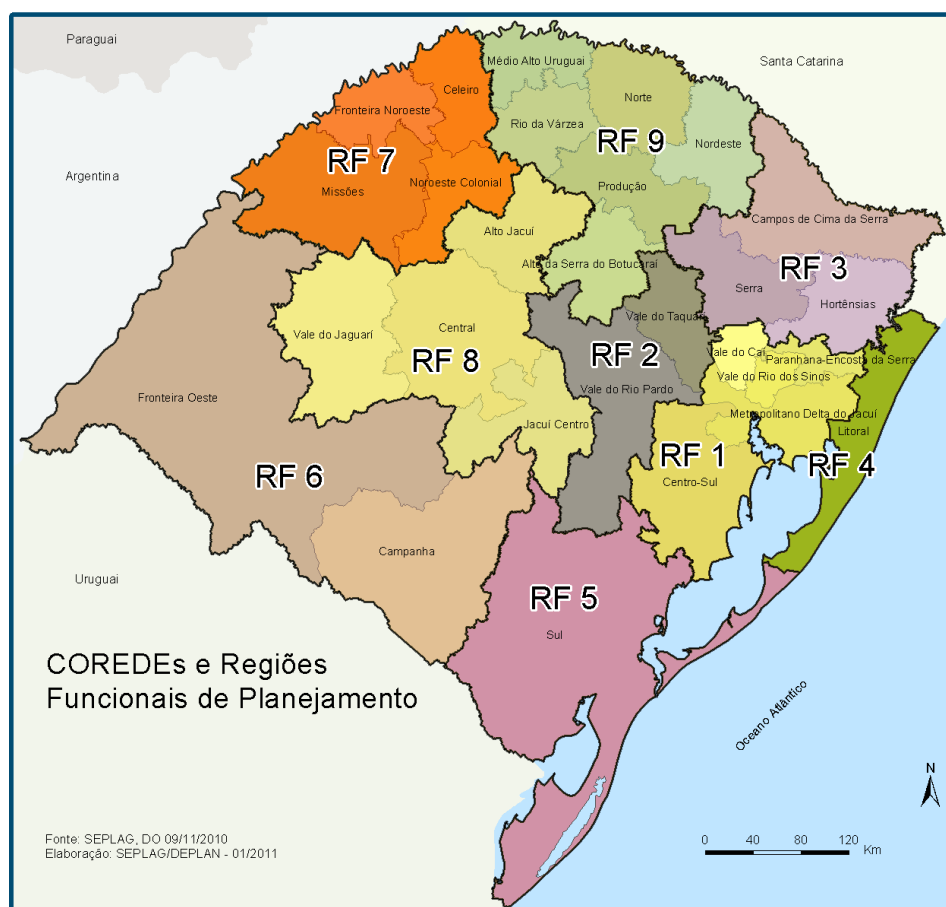 Paraguai
Santa Catarina
Argentina
Médio Alto Uruguai
Celeiro
Norte
Fronteira Noroeste
Rio da Várzea
RF 9
Nordeste
RF 7
Missões
Noroeste Colonial
Produção
Campos de Cima da Serra
Alto Jacuí
Alto da Serra do Botucaraí
RF 3
Serra
Hortênsias
Vale do Jaguarí
Central
Vale do Taquari
RF 8
RF 2
Vale do Caí
Paranhana-Encosta da Serra
Vale do Rio dos Sinos
Fronteira Oeste
Vale do Rio Pardo
Metropolitano Delta do Jacuí
Jacuí Centro
Litoral
RF 6
RF 1
RF 4
Centro-Sul
Campanha
Uruguai
RF 5
Sul
COREDEs e Regiões
Funcionais de Planejamento
Oceano Atlântico
N
Fonte: SEPLAG, DO 09/11/2010
Elaboração: SEPLAG/DEPLAN - 01/2011
0 40 80 120
Km